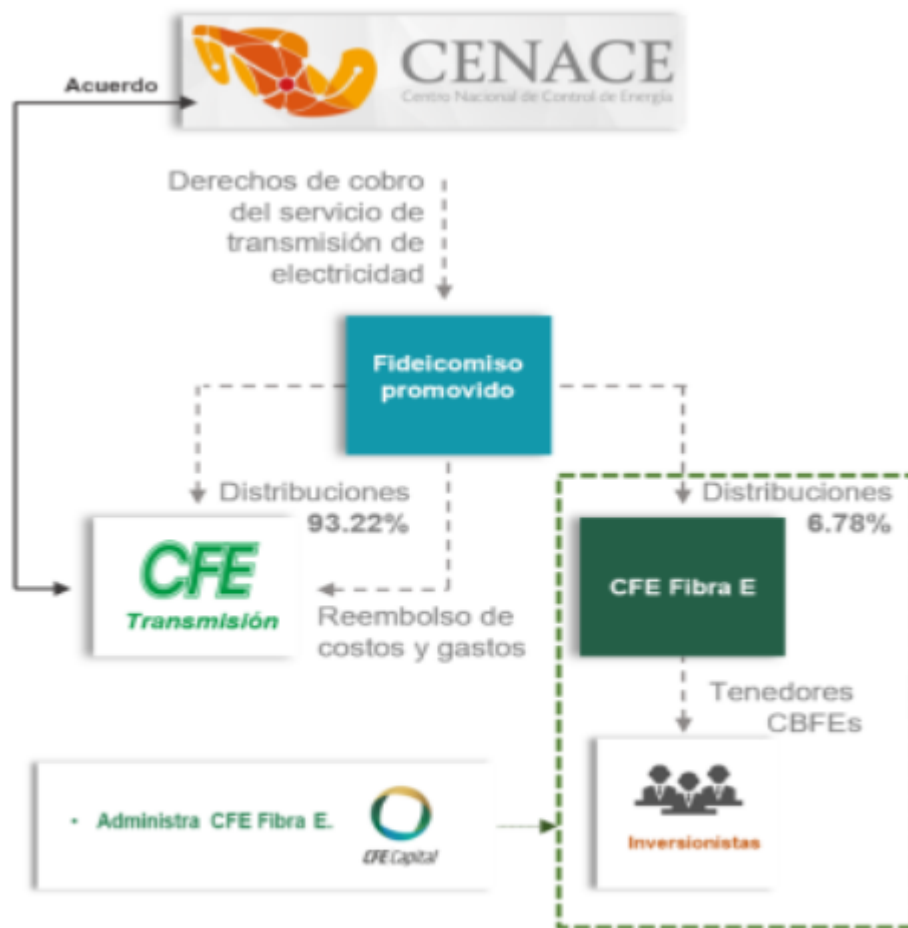 CENACE
Centro Nacional de Control de Energía
Acuerdo
Derechos de cobro
del servicio de
transmisión de
electricidad
Fideicomiso
promovido
Distribuciones
93.22%
Distribuciones
6.78%
CFE
Transmisión
CFE Fibra E
Reembolso de
costos y gastos
Tenedores
CBFEs
• Administra CFE Fibra E.
CFECapital
Inversionistas